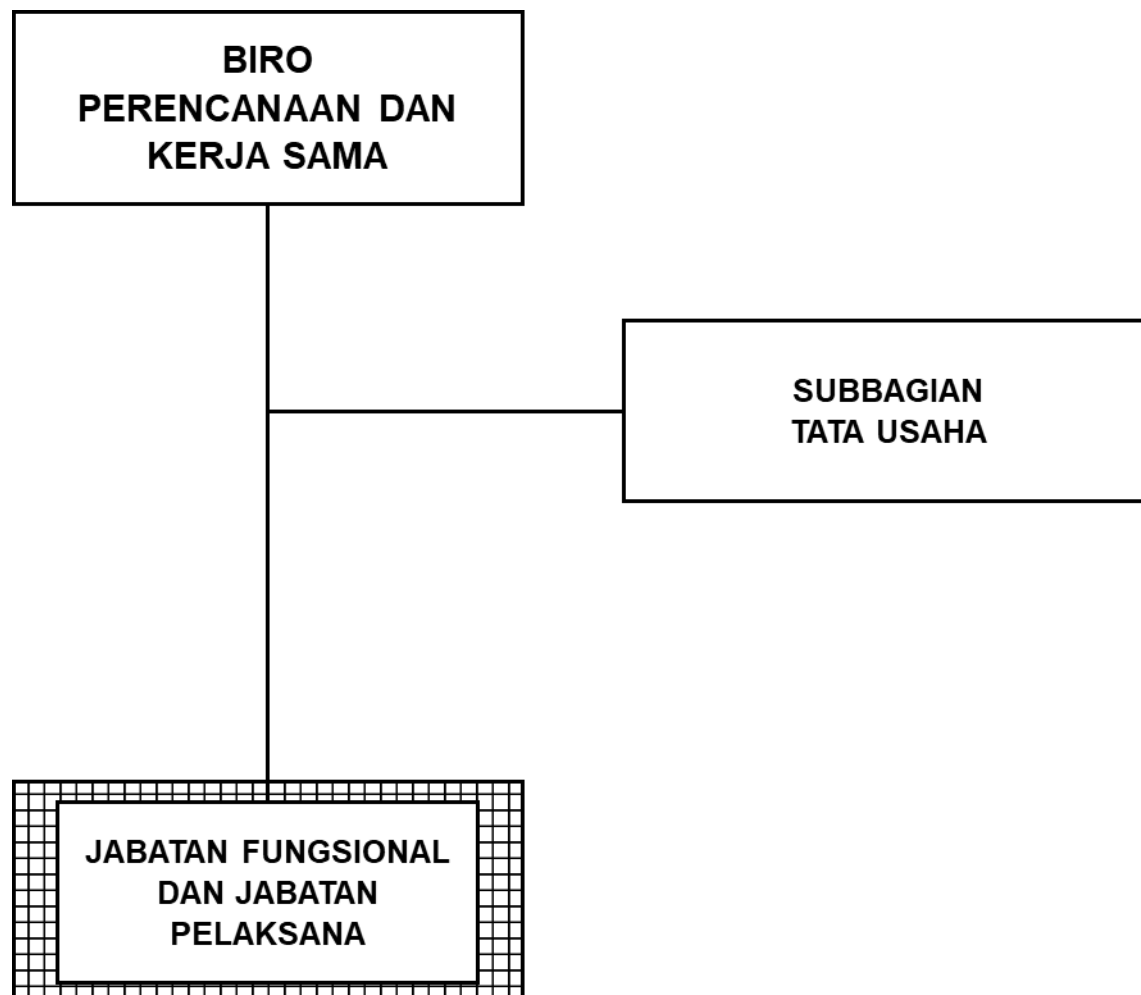 BIRO
PERENCANAAN DAN
KERJA SAMA
SUBBAGIAN
TATA USAHA
JABATAN FUNGSIONAL
DAN JABATAN
PELAKSANA